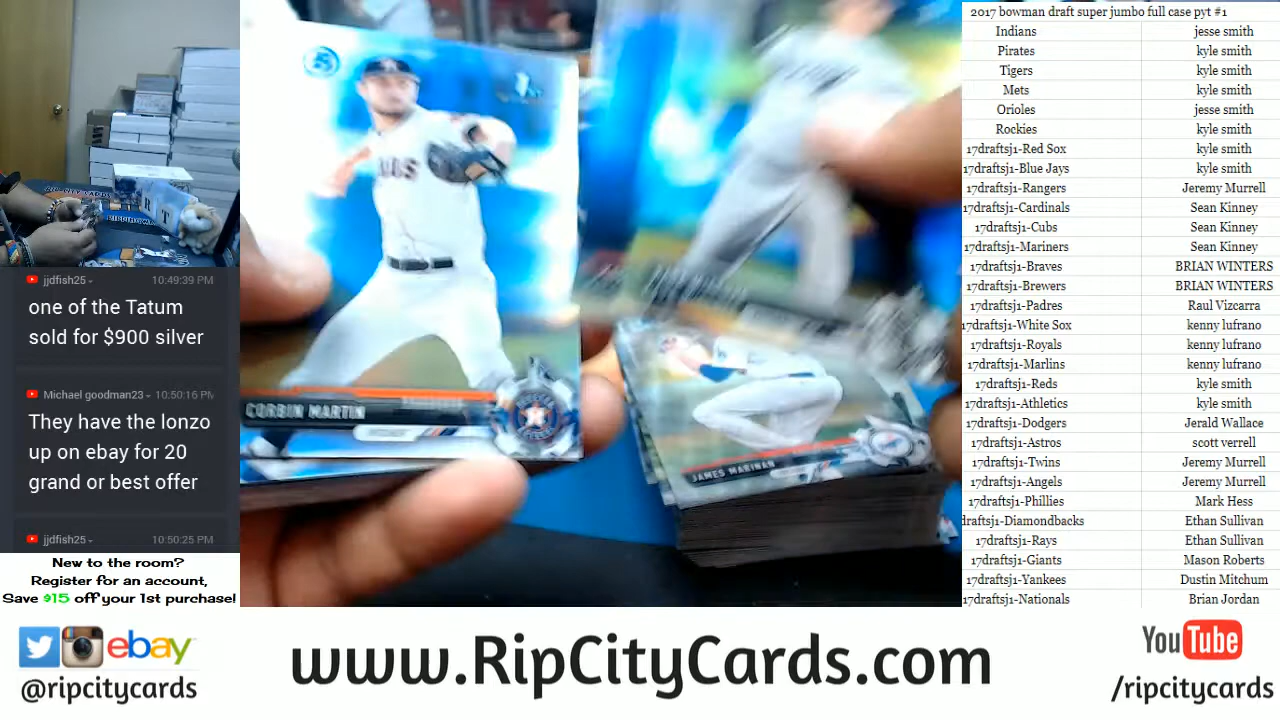 jjdfish25
10:49:39 PM
one of the Tatum
sold for $900 silver
Michael goodman23
10:50:16 PM
They have the lonzo
up on ebay for 20
grand or best offer
jjdfish25
10:50:25 PM
New to the room?
Register for an account,
Save $15 off your 1st purchase!
CORBIN MARTIN
JAMES MARINAN
2017 bowman draft super jumbo full case pyt #1
Indians jesse smith
Pirates kyle smith
Tigers kyle smith
Mets kyle smith
Orioles jesse smith
Rockies kyle smith
17draftsj1-Red Sox kyle smith
17draftsj1-Blue Jays kyle smith
17draftsj1-Rangers Jeremy Murrell
17draftsj1-Cardinals Sean Kinney
17draftsj1-Cubs Sean Kinney
17draftsj1-Mariners Sean Kinney
17draftsj1-Braves BRIAN WINTERS
17draftsj1-Brewers BRIAN WINTERS
17draftsj1-Padres Raul Vizcarra
17draftsj1-White Sox kenny lufrano
17draftsj1-Royals kenny lufrano
17draftsj1-Marlins kenny lufrano
17draftsj1-Reds kyle smith
17draftsj1-Athletics kyle smith
17draftsj1-Dodgers Jerald Wallace
17draftsj1-Astros scott verrell
17draftsj1-Twins Jeremy Murrell
17draftsj1-Angels Jeremy Murrell
17draftsj1-Phillies Mark Hess
draftsj1-Diamondbacks Ethan Sullivan
17draftsj1-Rays Ethan Sullivan
17draftsj1-Giants Mason Roberts
17draftsj1-Yankees Dustin Mitchum
17draftsj1-Nationals Brian Jordan
ebay
@ripcitycards
www.RipCityCards.com
YouTube
/ripcitycards